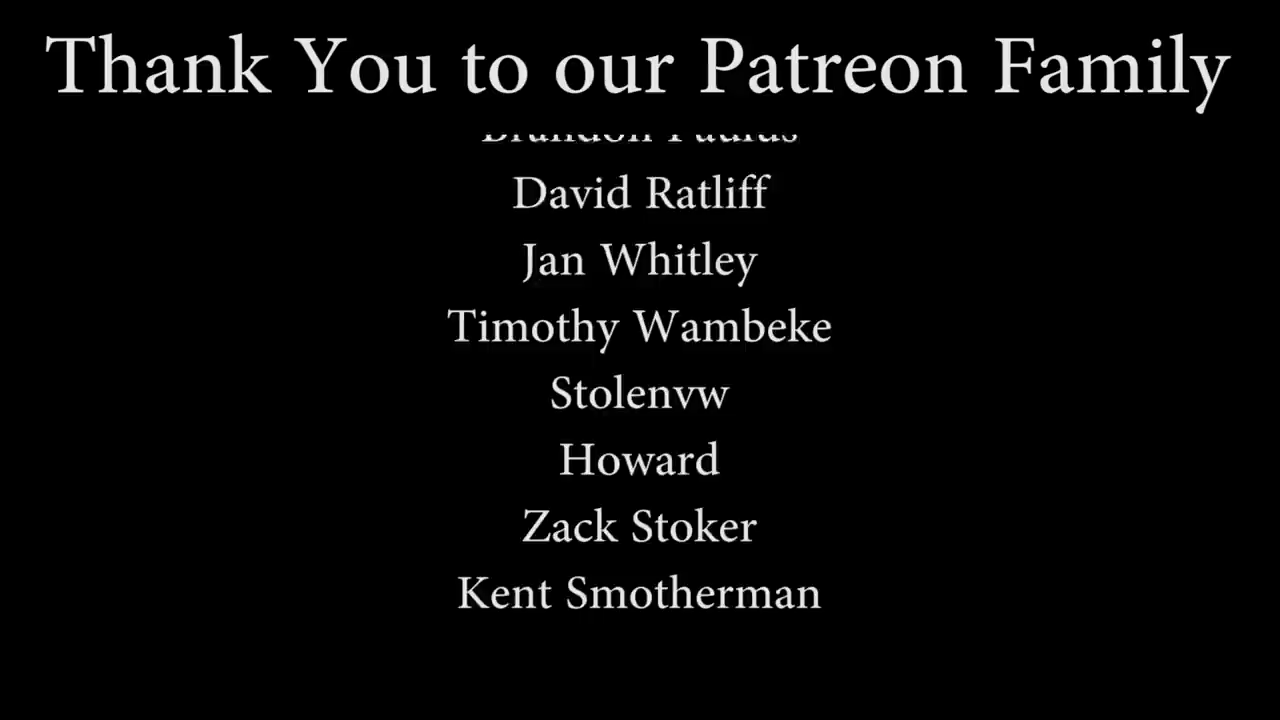 Thank You to our Patreon Family
David Ratliff
Jan Whitley
Timothy Wambeke
Stolenvw
Howard
Zack Stoker
Kent Smotherman